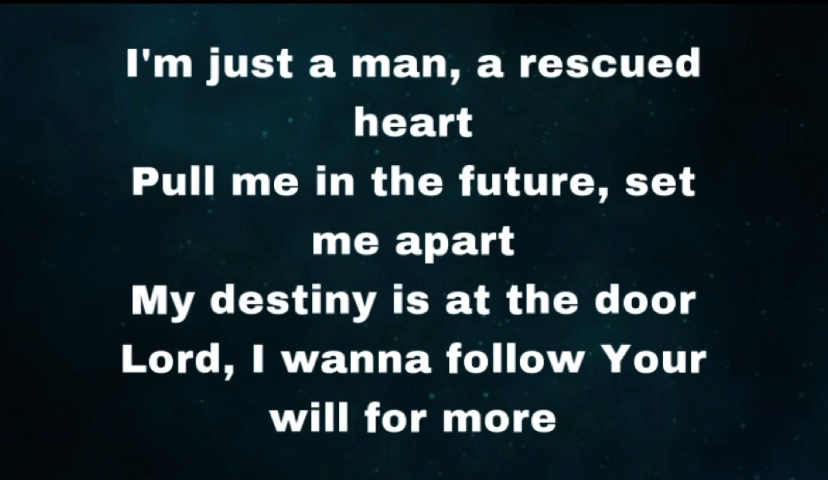 I'm just a man, a rescued
heart
Pull me in the future, set
me apart
My destiny is at the door
Lord, I wanna follow Your
will for more